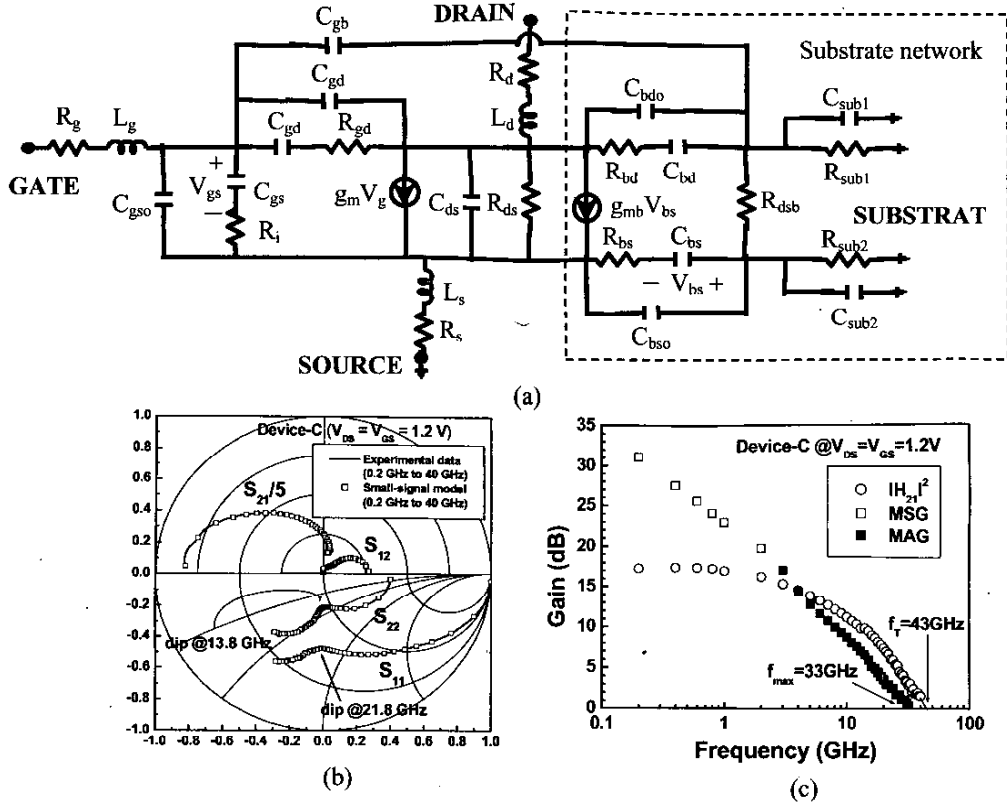 DRAIN
Substrate network
C_gb
R_d
C_gd
C_bdo
C_sub1
L_d
R_g
L_g
C_gd
R_gd
GATE
+
V_gs
−
C_gs
R_bd
C_bd
R_sub1
C_gso
g_mV_g
C_ds
R_ds
g_mbV_bs
R_dsb
SUBSTRAT
R_i
R_bs
C_bs
R_sub2
− V_bs +
L_s
C_sub2
R_s
C_bso
SOURCE
(a)
1.0
0.8
0.6
0.4
0.2
0.0
-0.2
-0.4
-0.6
-0.8
-1.0
-1.0 -0.8 -0.6 -0.4 -0.2 0.0 0.2 0.4 0.6 0.8 1.0
Device-C (V_DS = V_GS = 1.2 V)
Experimental data
(0.2 GHz to 40 GHz)
Small-signal model
(0.2 GHz to 40 GHz)
S_21/5
S_12
S_22
dip @13.8 GHz
S_11
dip @21.8 GHz
(b)
35
30
25
20
15
10
5
0
Gain (dB)
Device-C @V_DS=V_GS=1.2V
|H_21|²
MSG
MAG
f_T=43GHz
f_max=33GHz
0.1 1 10 100
Frequency (GHz)
(c)